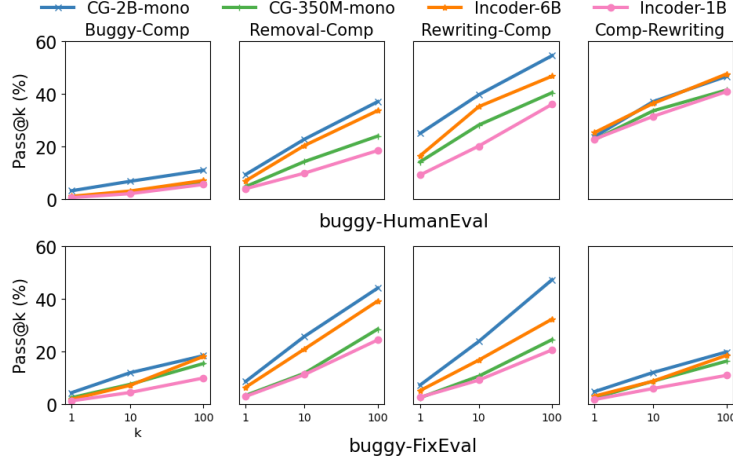 CG-2B-mono CG-350M-mono Incoder-6B Incoder-1B
Buggy-Comp Removal-Comp Rewriting-Comp Comp-Rewriting
60
40
20
0
Pass@k (%)
buggy-HumanEval
60
40
20
0
Pass@k (%)
1 10 100 1 10 100 1 10 100 1 10 100
k
buggy-FixEval